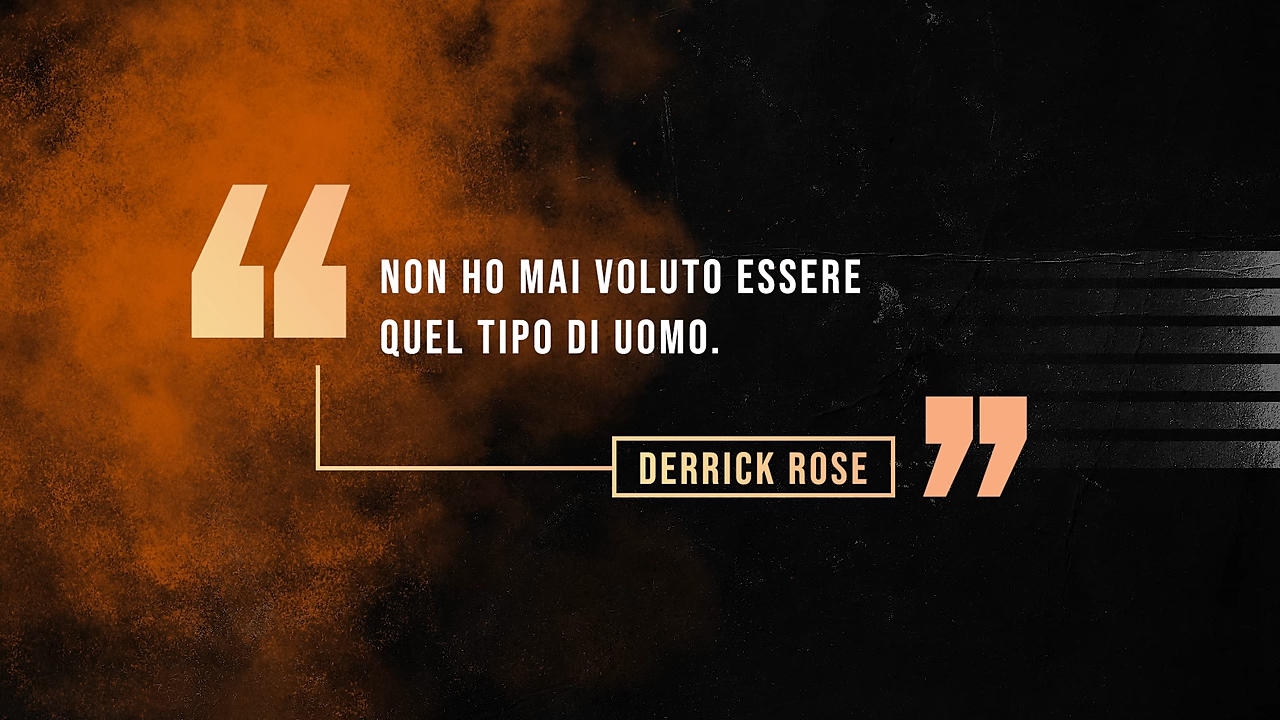 “
NON HO MAI VOLUTO ESSERE
QUEL TIPO DI UOMO.
DERRICK ROSE
”